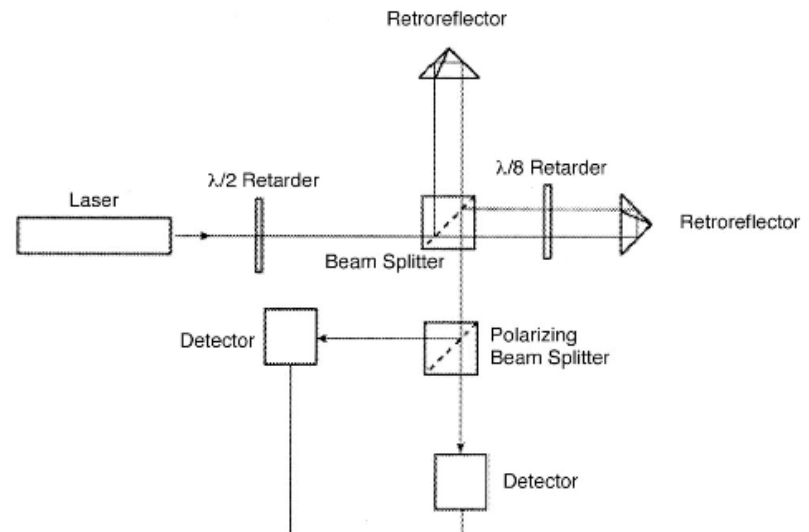 Retroreflector
λ/2 Retarder
λ/8 Retarder
Laser
Retroreflector
Beam Splitter
Detector
Polarizing
Beam Splitter
Detector